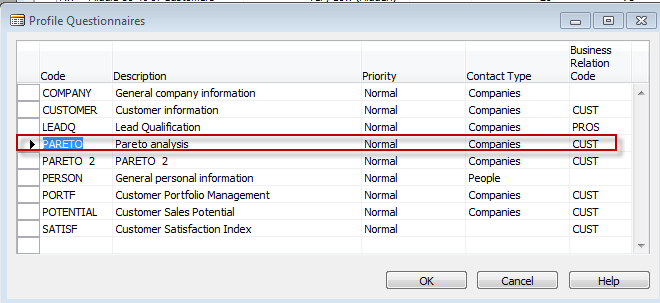 Profile Questionnaires
Code Description Priority Contact Type Business Relation Code
COMPANY General company information Normal Companies
CUSTOMER Customer information Normal Companies CUST
LEADQ Lead Qualification Normal Companies PROS
PARETO Pareto analysis Normal Companies CUST
PARETO 2 PARETO 2 Normal Companies CUST
PERSON General personal information Normal People
PORTF Customer Portfolio Management Normal Companies CUST
POTENTIAL Customer Sales Potential Normal Companies CUST
SATISF Customer Satisfaction Index Normal CUST
OK Cancel Help